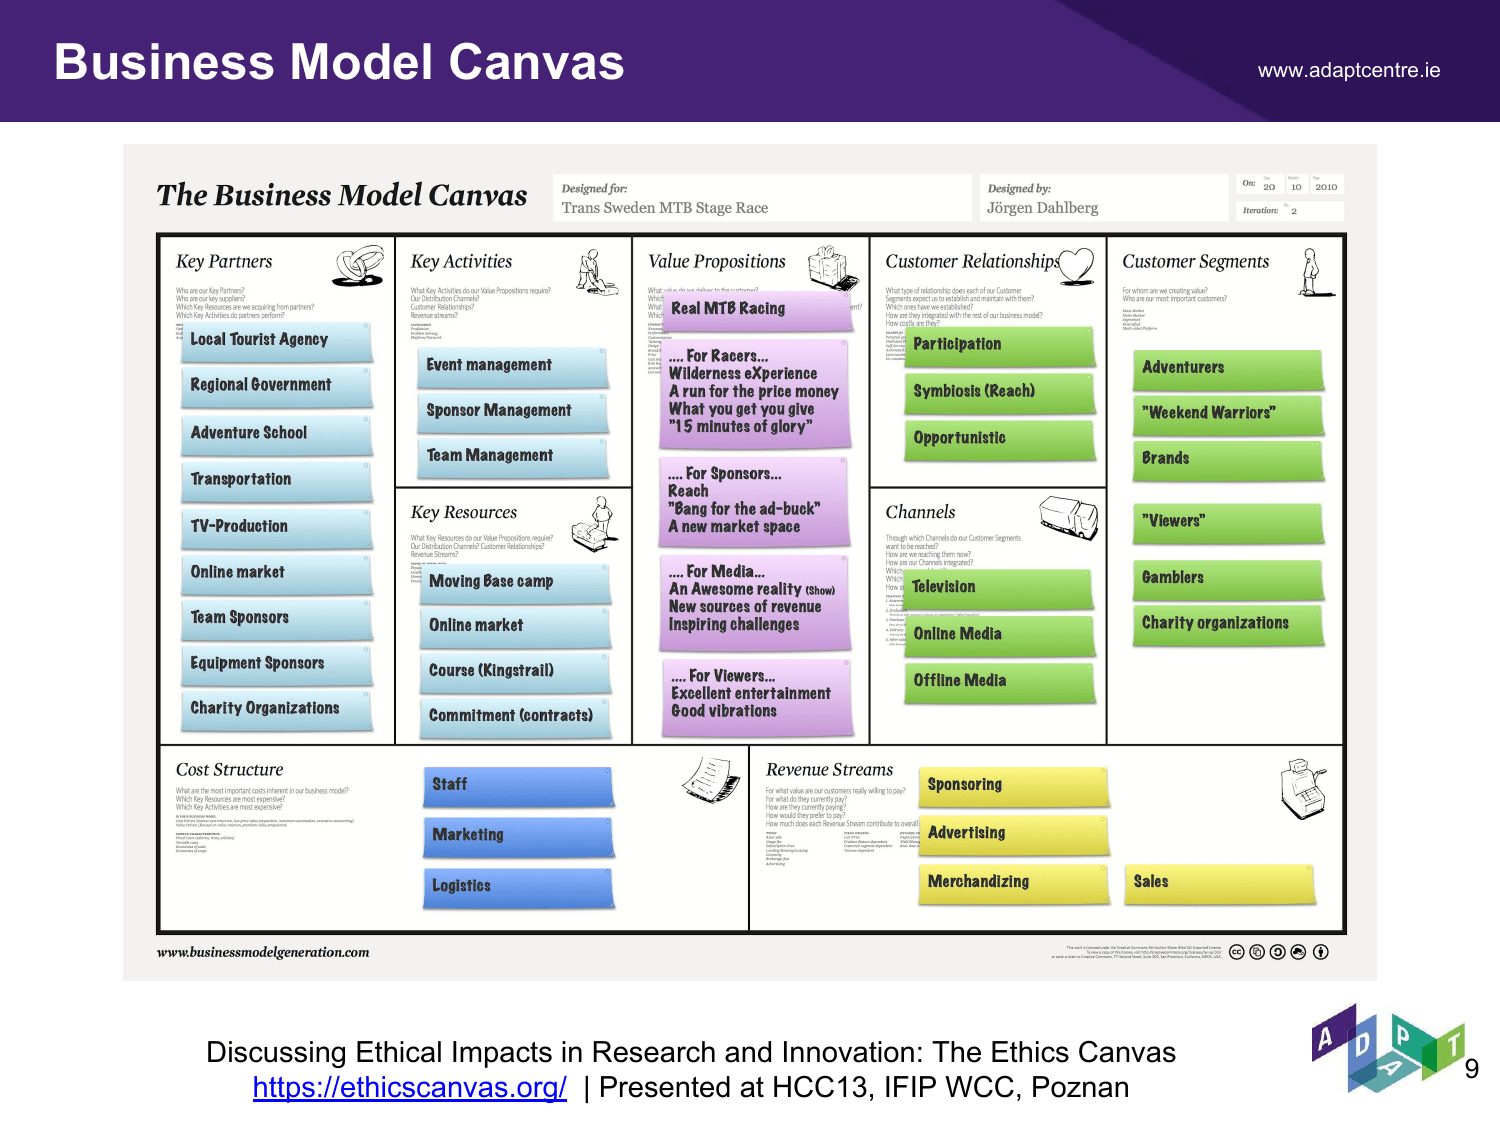 Business Model Canvas
www.adaptcentre.ie
The Business Model Canvas
Designed for:
Trans Sweden MTB Stage Race
Designed by:
Jörgen Dahlberg
On:
Day
20
Month
10
Year
2010
Iteration:
No.
2
Key Partners
Who are our Key Partners?
Who are our key suppliers?
Which Key Resources are we acquiring from partners?
Which Key Activities do partners perform?
Local Tourist Agency
Regional Government
Adventure School
Transportation
TV-Production
Online market
Team Sponsors
Equipment Sponsors
Charity Organizations
Key Activities
What Key Activities do our Value Propositions require?
Our Distribution Channels?
Customer Relationships?
Revenue streams?
Event management
Sponsor Management
Team Management
Key Resources
What Key Resources do our Value Propositions require?
Our Distribution Channels? Customer Relationships?
Revenue Streams?
Moving Base camp
Online market
Course (Kingstrail)
Commitment (contracts)
Value Propositions
Real MTB Racing
.... For Racers...
Wilderness eXperience
A run for the price money
What you get you give
"15 minutes of glory"
.... For Sponsors...
Reach
"Bang for the ad-buck"
A new market space
.... For Media...
An Awesome reality (Show)
New sources of revenue
Inspiring challenges
.... For Viewers...
Excellent entertainment
Good vibrations
Customer Relationships
What type of relationship does each of our Customer
Segments expect us to establish and maintain with them?
Which ones have we established?
How are they integrated with the rest of our business model?
How costly are they?
Participation
Symbiosis (Reach)
Opportunistic
Channels
Through which Channels do our Customer Segments
want to be reached?
How are we reaching them now?
How are our Channels integrated?
Television
Online Media
Offline Media
Customer Segments
For whom are we creating value?
Who are our most important customers?
Mass Market
Niche Market
Segmented
Diversified
Multi-sided Platform
Adventurers
"Weekend Warriors"
Brands
"Viewers"
Gamblers
Charity organizations
Cost Structure
What are the most important costs inherent in our business model?
Which Key Resources are most expensive?
Which Key Activities are most expensive?
Staff
Marketing
Logistics
Revenue Streams
For what value are our customers really willing to pay?
For what do they currently pay?
How are they currently paying?
How would they prefer to pay?
How much does each Revenue Stream contribute to overall
Sponsoring
Advertising
Merchandizing
Sales
www.businessmodelgeneration.com
Discussing Ethical Impacts in Research and Innovation: The Ethics Canvas
https://ethicscanvas.org/ | Presented at HCC13, IFIP WCC, Poznan
ADAPT
9